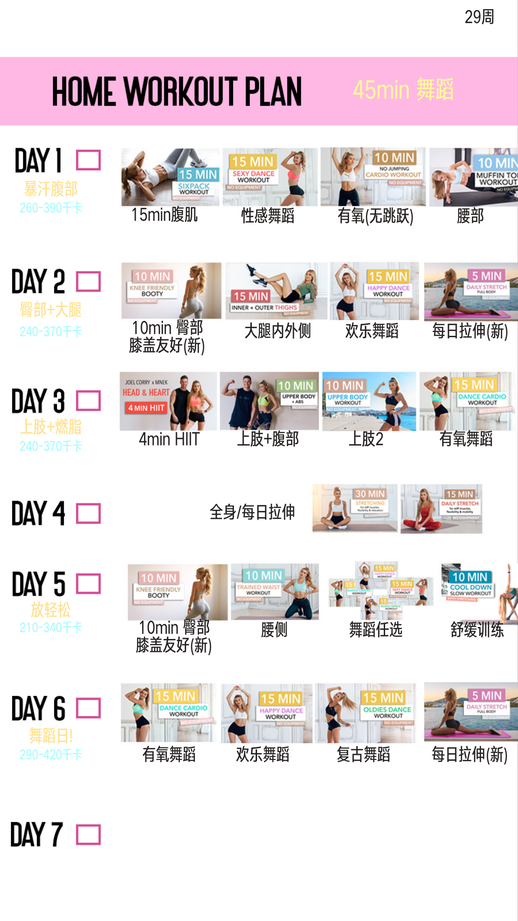 29周
HOME WORKOUT PLAN
45min 舞蹈
DAY 1
暴汗腹部
260-390千卡
15 MIN
SIXPACK
WORKOUT
NO EQUIPMENT
15min腹肌
15 MIN
SEXY DANCE
WORKOUT
NO EQUIPMENT
性感舞蹈
10 MIN
NO JUMPING
CARDIO WORKOUT
NO EQUIPMENT
有氧(无跳跃)
10 MIN
MUFFIN TO
WORKOUT
腰部
DAY 2
臀部+大腿
240-370千卡
10 MIN
KNEE FRIENDLY
BOOTY
10min 臀部
膝盖友好(新)
15 MIN
INNER + OUTER THIGHS
大腿内外侧
15 MIN
HAPPY DANCE
WORKOUT
欢乐舞蹈
5 MIN
DAILY STRETCH
FULL BODY
每日拉伸(新)
DAY 3
上肢+燃脂
240-370千卡
JOEL CORRY x MNEK
HEAD & HEART
4 MIN HIIT
4min HIIT
10 MIN
UPPER BODY
+ ABS
上肢+腹部
10 MIN
UPPER BODY
WORKOUT
上肢2
15 MIN
DANCE CARDIO
WORKOUT
有氧舞蹈
DAY 4
全身/每日拉伸
30 MIN
STRETCHING
15 MIN
DAILY STRETCH
DAY 5
放轻松
210-340千卡
10 MIN
KNEE FRIENDLY
BOOTY
10min 臀部
膝盖友好(新)
10 MIN
TRAINED WAIST
WORKOUT
腰侧
15 MIN
舞蹈任选
10 MIN
COOL DOWN
SLOW WORKOUT
舒缓训练
DAY 6
舞蹈日!
290-420千卡
15 MIN
DANCE CARDIO
WORKOUT
有氧舞蹈
15 MIN
HAPPY DANCE
WORKOUT
欢乐舞蹈
15 MIN
OLDIES DANCE
WORKOUT
复古舞蹈
5 MIN
DAILY STRETCH
FULL BODY
每日拉伸(新)
DAY 7